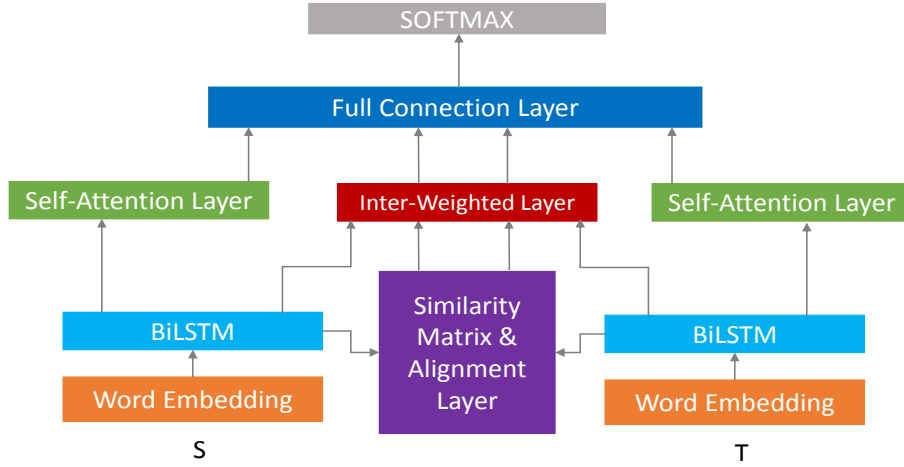 SOFTMAX
Full Connection Layer
Self-Attention Layer
Inter-Weighted Layer
Self-Attention Layer
BiLSTM
Similarity
Matrix &
Alignment
Layer
BiLSTM
Word Embedding
Word Embedding
S
T